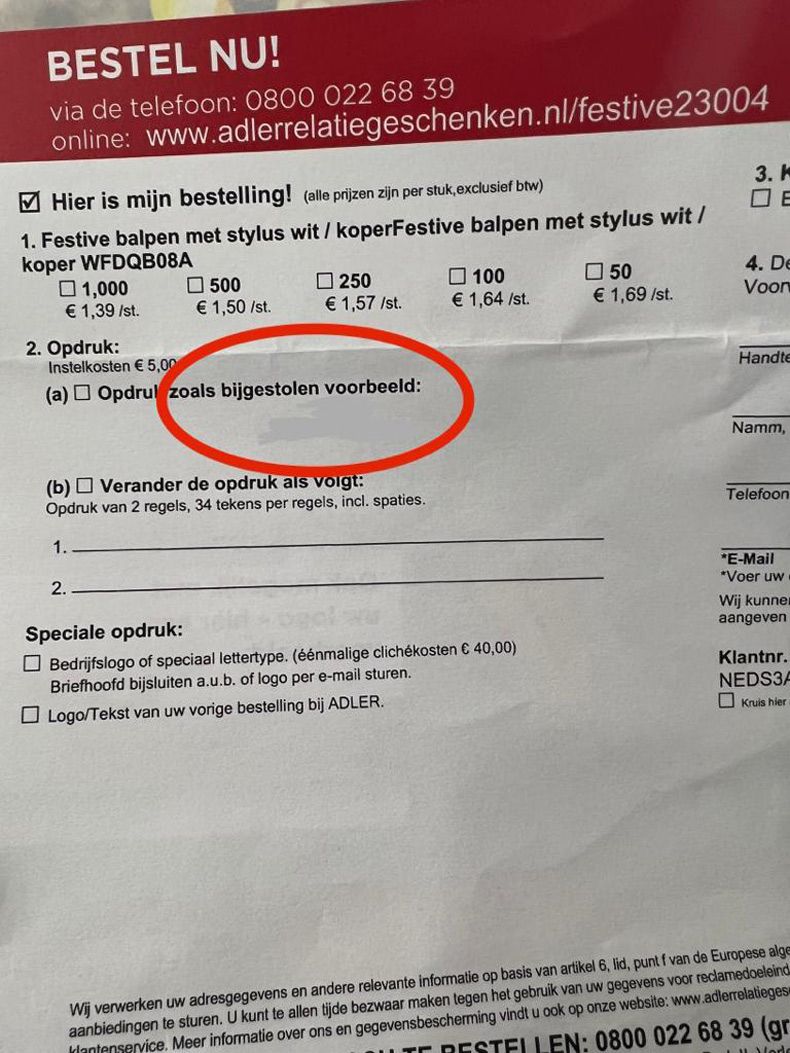 BESTEL NU!
via de telefoon: 0800 022 68 39
online: www.adlerrelatiegeschenken.nl/festive23004
Hier is mijn bestelling! (alle prijzen zijn per stuk,exclusief btw)
1. Festive balpen met stylus wit / koperFestive balpen met stylus wit /
koper WFDQB08A
1,000 500 250 100 50
€ 1,39 /st. € 1,50 /st. € 1,57 /st. € 1,64 /st. € 1,69 /st.
2. Opdruk:
Instelkosten € 5,00
(a) Opdruk zoals bijgestolen voorbeeld:
(b) Verander de opdruk als volgt:
Opdruk van 2 regels, 34 tekens per regels, incl. spaties.
1.
2.
Speciale opdruk:
Bedrijfslogo of speciaal lettertype. (éénmalige clichékosten € 40,00)
Briefhoofd bijsluiten a.u.b. of logo per e-mail sturen.
Logo/Tekst van uw vorige bestelling bij ADLER.
3.
4.
Voor
Handte
Namm,
Telefoon
*E-Mail
*Voer uw
Wij kunne
aangeven
Klantnr.
NEDS3A
Kruis hier
Wij verwerken uw adresgegevens en andere relevante informatie op basis van artikel 6, lid, punt f van de Europese alge
aanbiedingen te sturen. U kunt te allen tijde bezwaar maken tegen het gebruik van uw gegevens voor reclamedoeleind
klantenservice. Meer informatie over ons en gegevensbescherming vindt u ook op onze website: www.adlerrelatieges
TE BESTELLEN: 0800 022 68 39 (gr